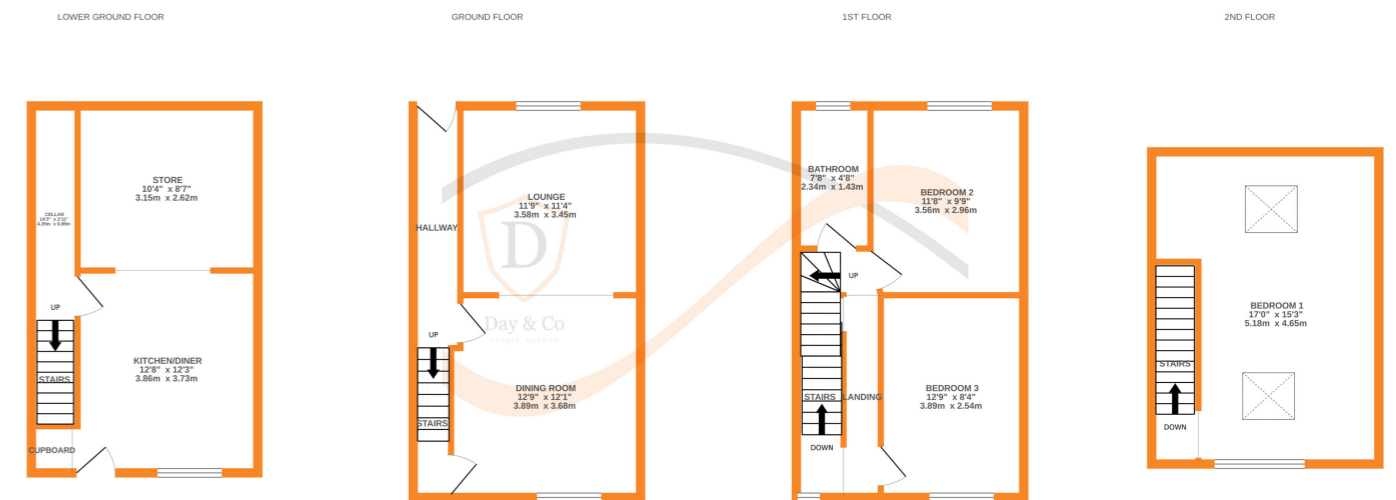 LOWER GROUND FLOOR
STORE
10'4" x 8'7"
3.15m x 2.62m
CELLAR
UP
STAIRS
KITCHEN/DINER
12'8" x 12'3"
3.86m x 3.73m
CUPBOARD
GROUND FLOOR
LOUNGE
11'9" x 11'4"
3.58m x 3.45m
HALLWAY
D
Day & Co
ESTATE AGENTS
UP
STAIRS
DINING ROOM
12'9" x 12'1"
3.89m x 3.68m
1ST FLOOR
BATHROOM
7'8" x 4'8"
2.34m x 1.43m
BEDROOM 2
11'8" x 9'9"
3.56m x 2.96m
UP
STAIRS
LANDING
DOWN
BEDROOM 3
12'9" x 8'4"
3.89m x 2.54m
2ND FLOOR
BEDROOM 1
17'0" x 15'3"
5.18m x 4.65m
STAIRS
DOWN